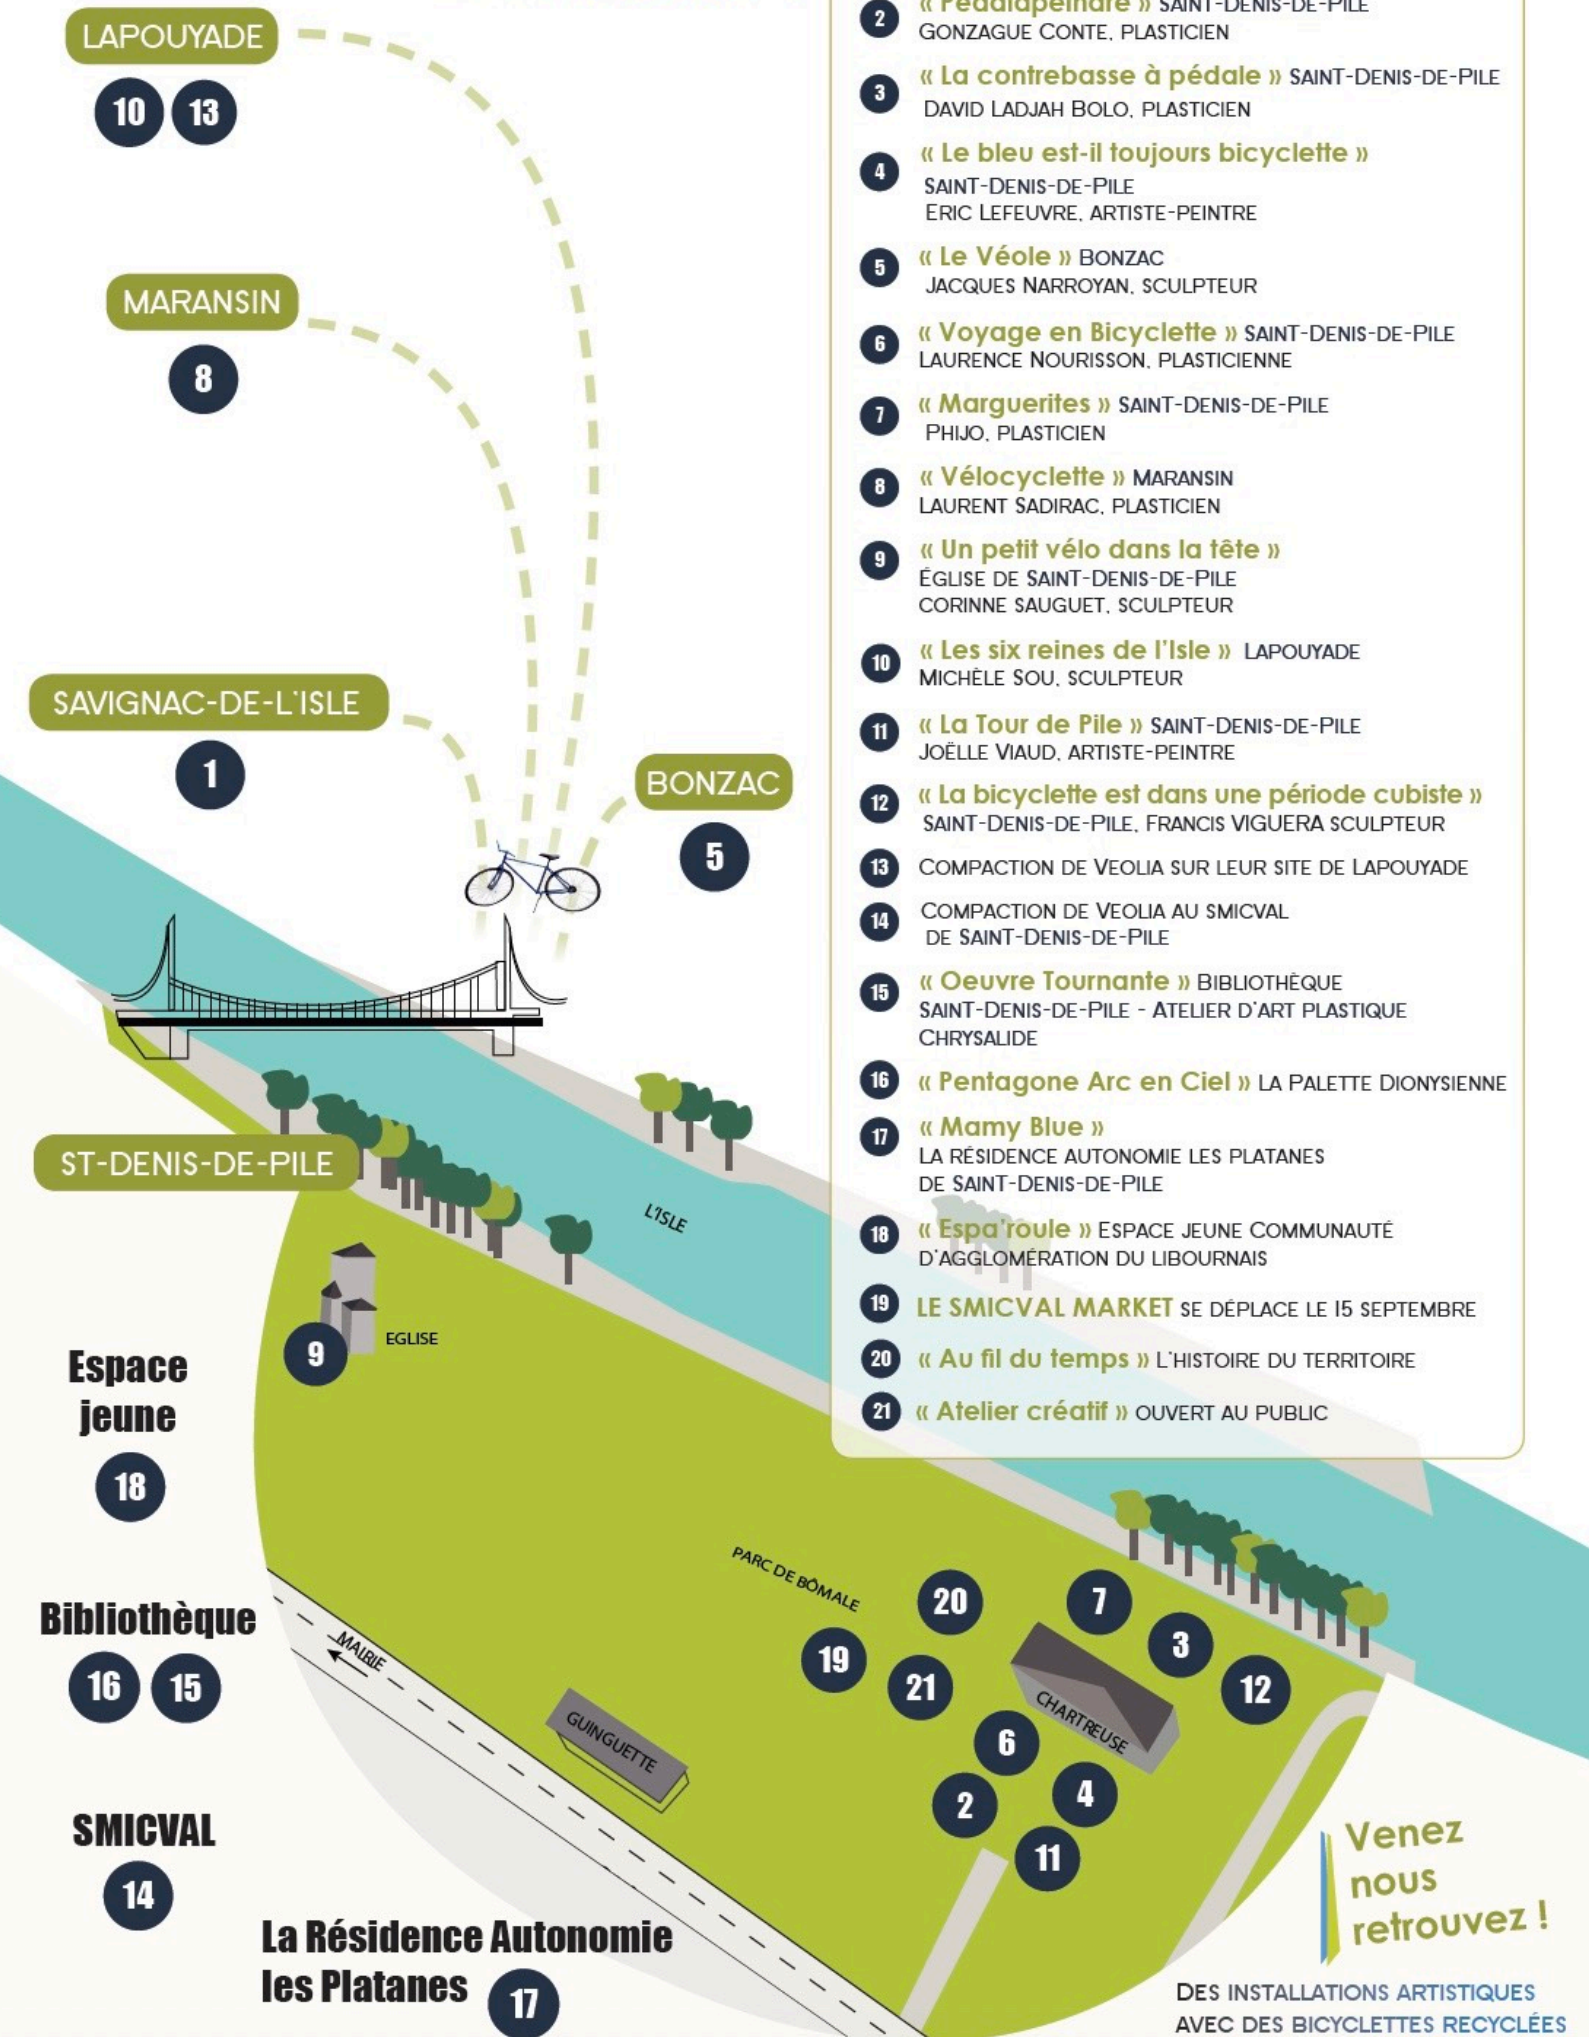 LAPOUYADE
10 13
MARANSIN
8
SAVIGNAC-DE-L'ISLE
1
BONZAC
5
2 « Pédalapeindre » SAINT-DENIS-DE-PILE
GONZAGUE CONTE, PLASTICIEN
3 « La contrebasse à pédale » SAINT-DENIS-DE-PILE
DAVID LADJAH BOLO, PLASTICIEN
4 « Le bleu est-il toujours bicyclette »
SAINT-DENIS-DE-PILE
ERIC LEFEUVRE, ARTISTE-PEINTRE
5 « Le Véole » BONZAC
JACQUES NARROYAN, SCULPTEUR
6 « Voyage en Bicyclette » SAINT-DENIS-DE-PILE
LAURENCE NOURISSON, PLASTICIENNE
7 « Marguerites » SAINT-DENIS-DE-PILE
PHIJO, PLASTICIEN
8 « Vélocyclette » MARANSIN
LAURENT SADIRAC, PLASTICIEN
9 « Un petit vélo dans la tête »
ÉGLISE DE SAINT-DENIS-DE-PILE
CORINNE SAUGUET, SCULPTEUR
10 « Les six reines de l'Isle » LAPOUYADE
MICHÈLE SOU, SCULPTEUR
11 « La Tour de Pile » SAINT-DENIS-DE-PILE
JOËLLE VIAUD, ARTISTE-PEINTRE
12 « La bicyclette est dans une période cubiste »
SAINT-DENIS-DE-PILE, FRANCIS VIGUERA SCULPTEUR
13 COMPACTION DE VEOLIA SUR LEUR SITE DE LAPOUYADE
14 COMPACTION DE VEOLIA AU SMICVAL
DE SAINT-DENIS-DE-PILE
15 « Oeuvre Tournante » BIBLIOTHÈQUE
SAINT-DENIS-DE-PILE - ATELIER D'ART PLASTIQUE
CHRYSALIDE
16 « Pentagone Arc en Ciel » LA PALETTE DIONYSIENNE
17 « Mamy Blue »
LA RÉSIDENCE AUTONOMIE LES PLATANES
DE SAINT-DENIS-DE-PILE
18 « Espa'roule » ESPACE JEUNE COMMUNAUTÉ
D'AGGLOMÉRATION DU LIBOURNAIS
19 LE SMICVAL MARKET SE DÉPLACE LE 15 SEPTEMBRE
20 « Au fil du temps » L'HISTOIRE DU TERRITOIRE
21 « Atelier créatif » OUVERT AU PUBLIC
ST-DENIS-DE-PILE
L'ISLE
EGLISE
9
Espace
jeune
18
Bibliothèque
16 15
SMICVAL
14
La Résidence Autonomie
les Platanes 17
MAIRIE
GUINGUETTE
PARC DE BÔMALE
20
7
19
3
21
12
CHARTREUSE
6
4
2
11
Venez
nous
retrouvez !
DES INSTALLATIONS ARTISTIQUES
AVEC DES BICYCLETTES RECYCLÉES